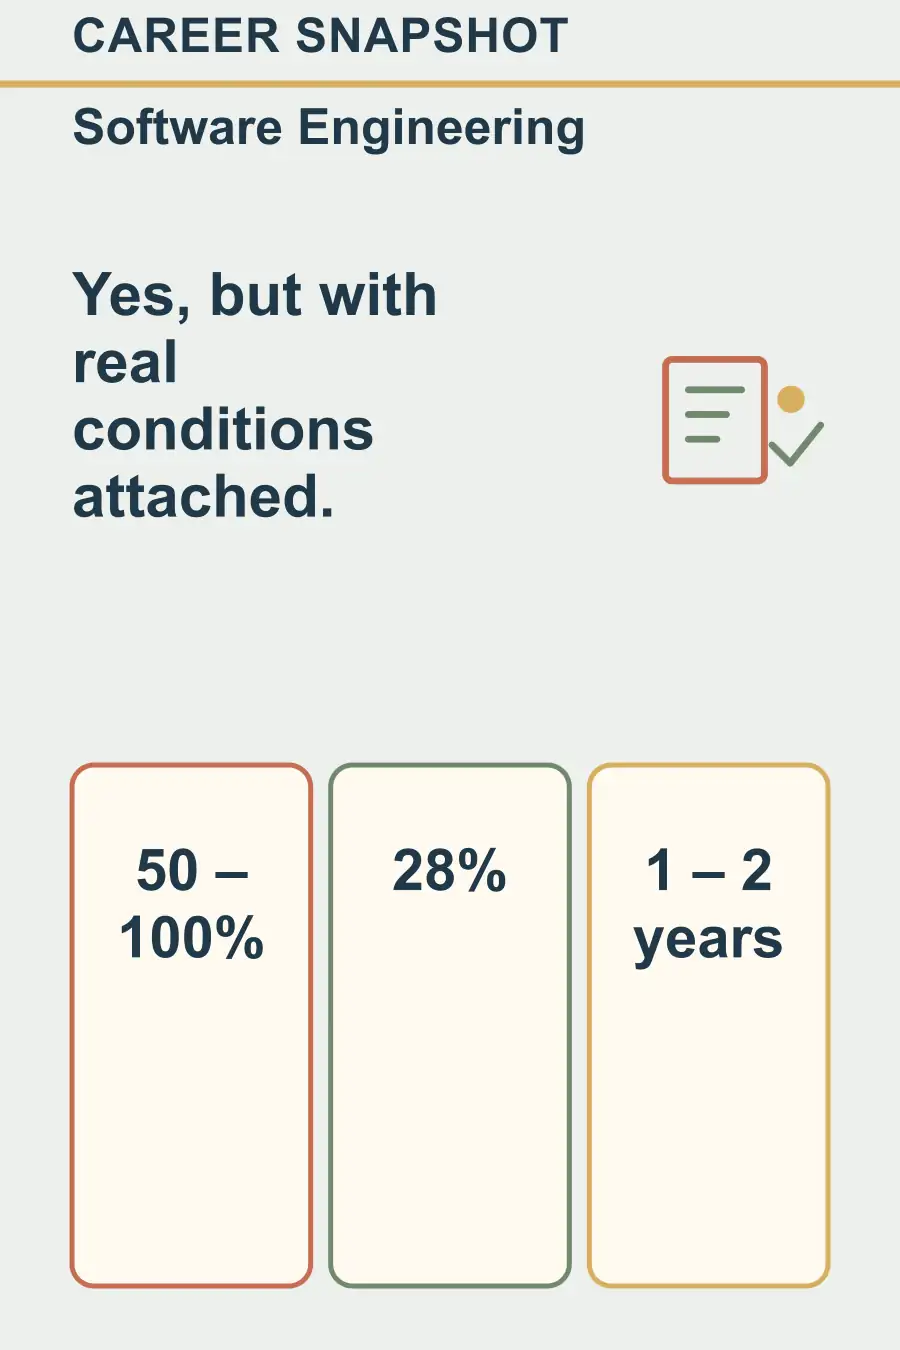 CAREER SNAPSHOT
Software Engineering
Yes, but with
real
conditions
attached.
50 –
100%
28%
1 – 2
years